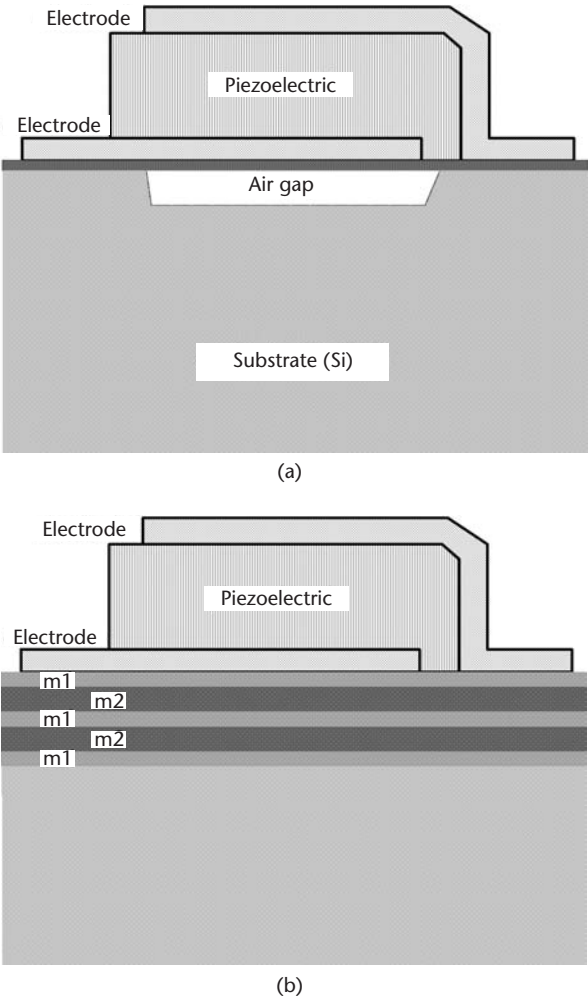 Electrode
Piezoelectric
Electrode
Air gap
Substrate (Si)
(a)
Electrode
Piezoelectric
Electrode
m1
m2
m1
m2
m1
(b)